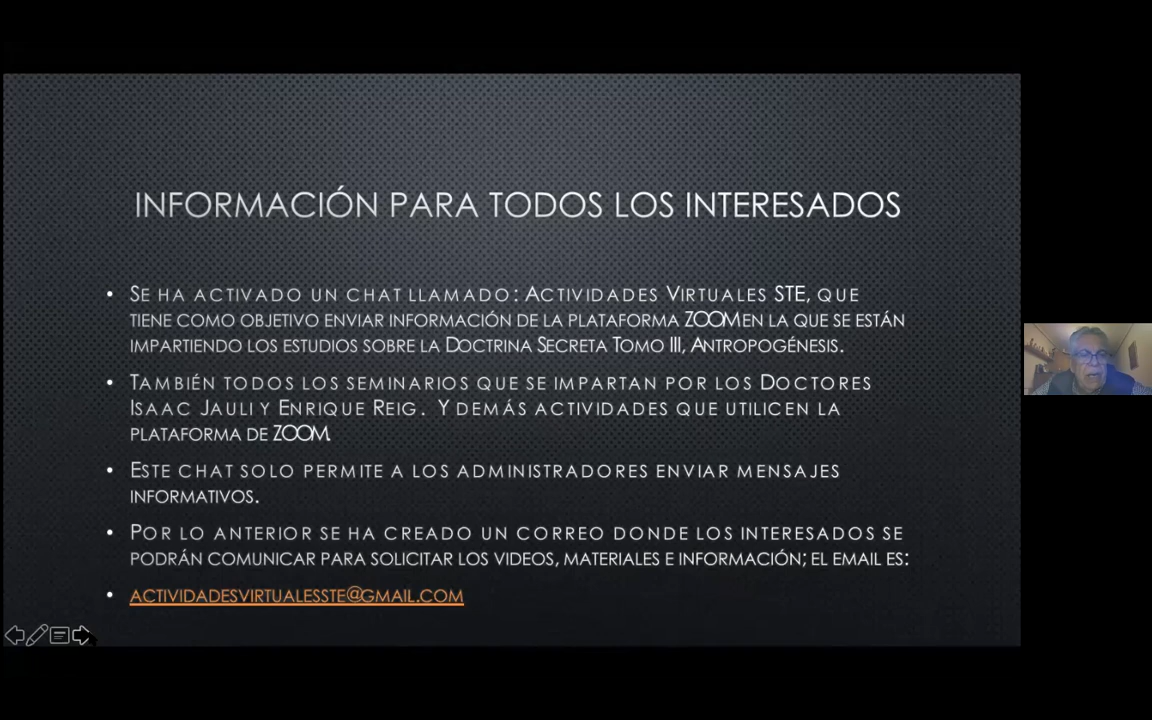 INFORMACIÓN PARA TODOS LOS INTERESADOS
• SE HA ACTIVADO UN CHAT LLAMADO: ACTIVIDADES VIRTUALES STE, QUE
TIENE COMO OBJETIVO ENVIAR INFORMACIÓN DE LA PLATAFORMA ZOOM EN LA QUE SE ESTÁN
IMPARTIENDO LOS ESTUDIOS SOBRE LA DOCTRINA SECRETA TOMO III, ANTROPOGÉNESIS.
• TAMBIÉN TODOS LOS SEMINARIOS QUE SE IMPARTAN POR LOS DOCTORES
ISAAC JAULI Y ENRIQUE REIG. Y DEMÁS ACTIVIDADES QUE UTILICEN LA
PLATAFORMA DE ZOOM.
• ESTE CHAT SOLO PERMITE A LOS ADMINISTRADORES ENVIAR MENSAJES
INFORMATIVOS.
• POR LO ANTERIOR SE HA CREADO UN CORREO DONDE LOS INTERESADOS SE
PODRÁN COMUNICAR PARA SOLICITAR LOS VIDEOS, MATERIALES E INFORMACIÓN; EL EMAIL ES:
• ACTIVIDADESVIRTUALESSTE@GMAIL.COM